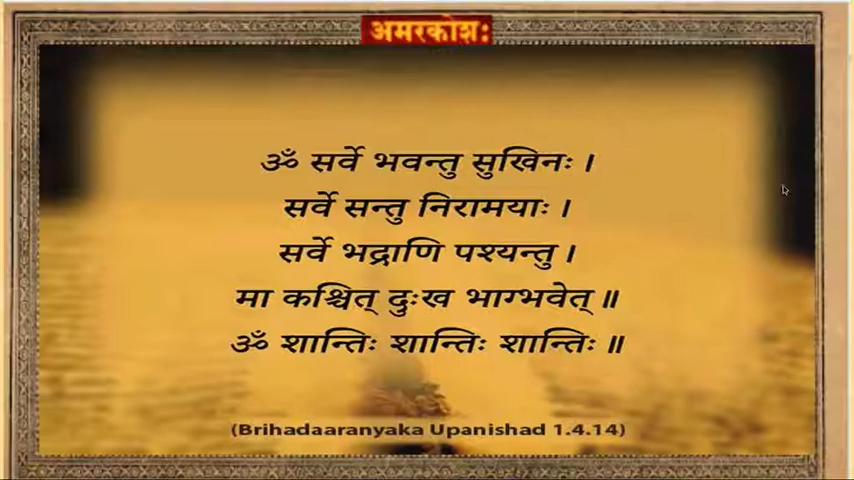 अमरकोशः
ॐ सर्वे भवन्तु सुखिनः ।
सर्वे सन्तु निरामयाः ।
सर्वे भद्राणि पश्यन्तु ।
मा कश्चित् दुःख भाग्भवेत् ॥
ॐ शान्तिः शान्तिः शान्तिः ॥
(Brihadaaranyaka Upanishad 1.4.14)